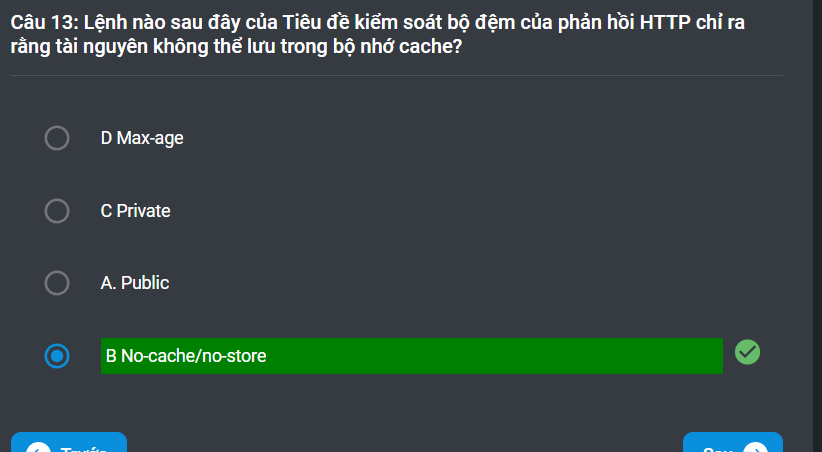 Câu 13: Lệnh nào sau đây của Tiêu đề kiểm soát bộ đệm của phản hồi HTTP chỉ ra
rằng tài nguyên không thể lưu trong bộ nhớ cache?
D Max-age
C Private
A. Public
B No-cache/no-store